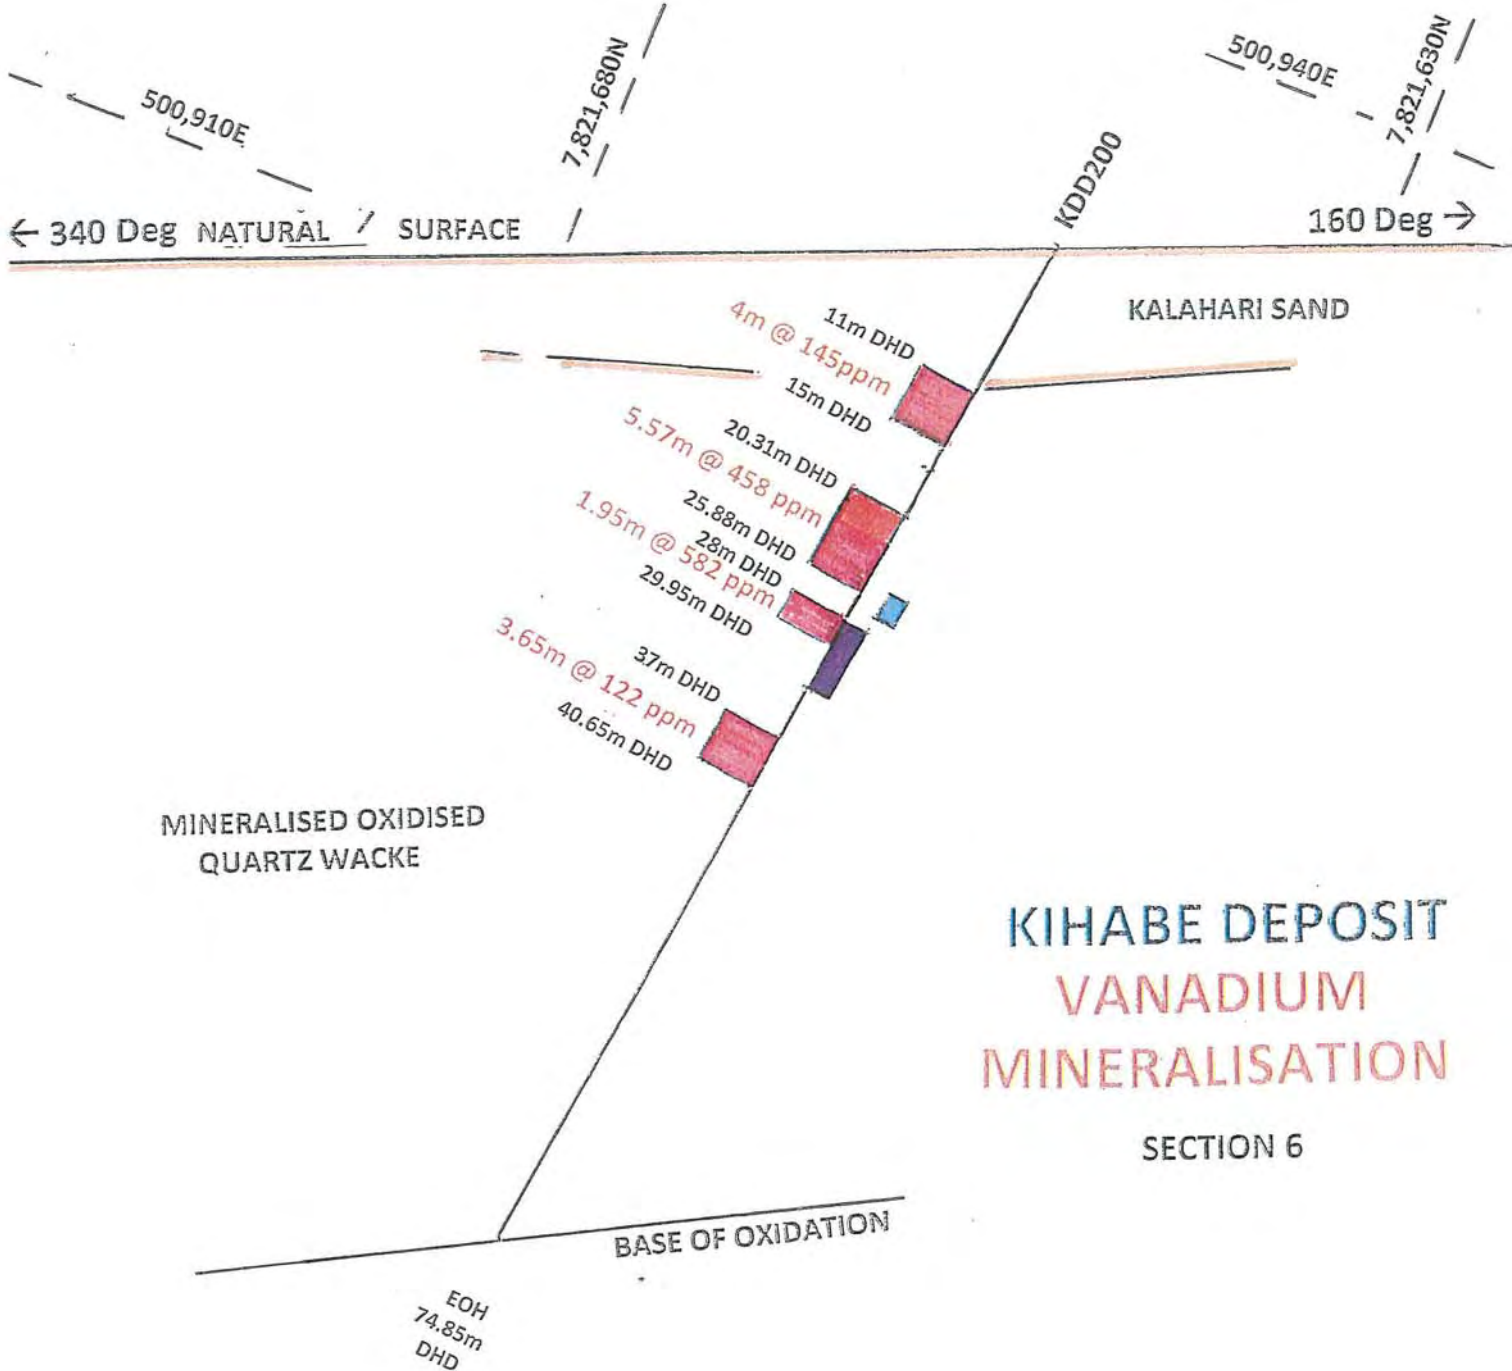 500,910E
7,821,680N
500,940E
7,821,630N
KDD200
← 340 Deg NATURAL SURFACE
160 Deg →
KALAHARI SAND
11m DHD
4m @ 145ppm
15m DHD
20.31m DHD
5.57m @ 458 ppm
25.88m DHD
28m DHD
1.95m @ 582 ppm
29.95m DHD
37m DHD
3.65m @ 122 ppm
40.65m DHD
MINERALISED OXIDISED
QUARTZ WACKE
KIHABE DEPOSIT
VANADIUM
MINERALISATION
SECTION 6
BASE OF OXIDATION
EOH
74.85m
DHD